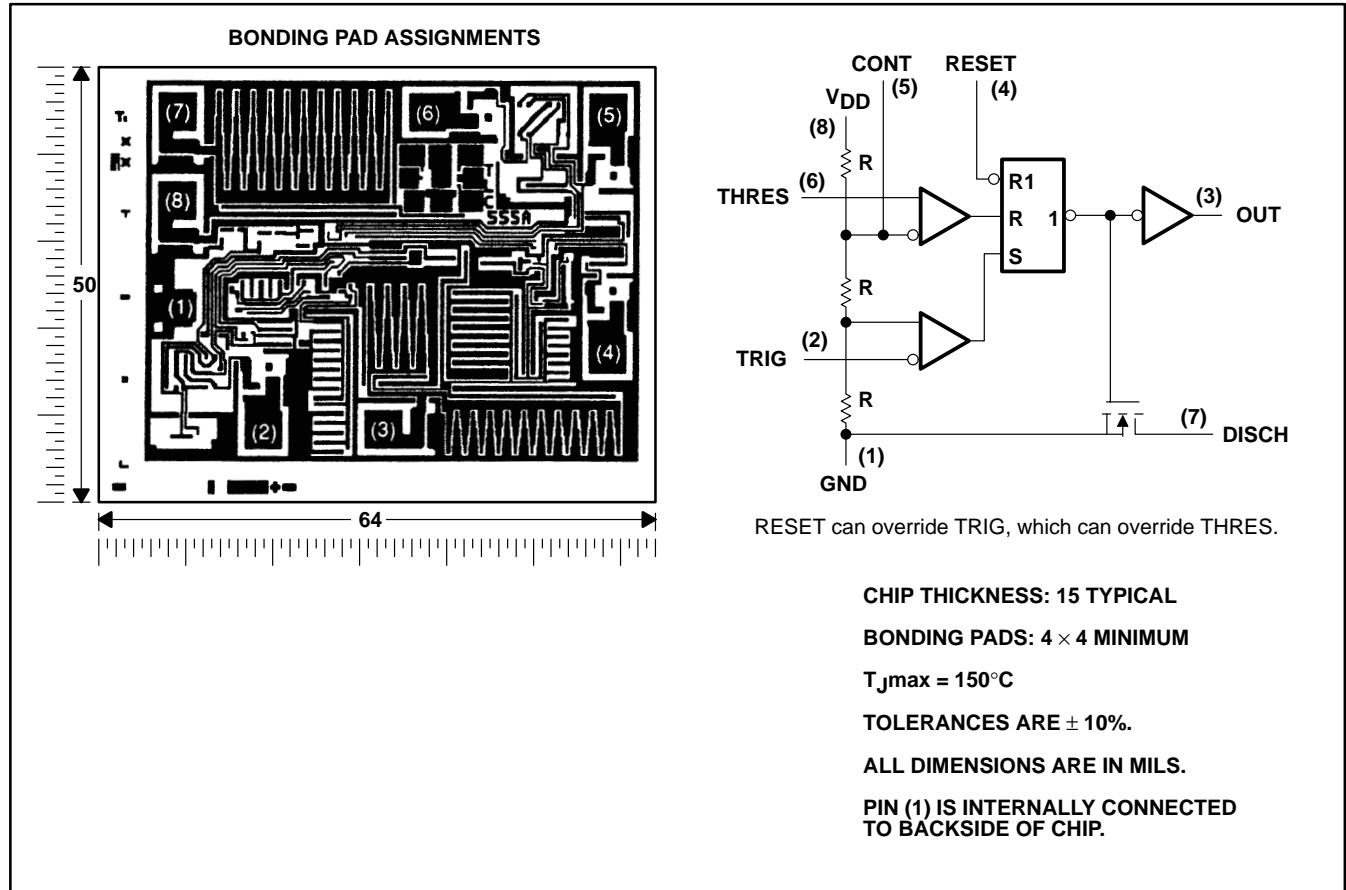 BONDING PAD ASSIGNMENTS
(7)
(6)
(5)
(8)
T
C
555A
(1)
(4)
(2)
(3)
50
64
CONT
(5)
RESET
(4)
VDD
(8)
R
THRES
(6)
R1
R
1
S
(3)
OUT
R
TRIG
(2)
R
(7)
DISCH
(1)
GND
RESET can override TRIG, which can override THRES.
CHIP THICKNESS: 15 TYPICAL
BONDING PADS: 4 × 4 MINIMUM
TJmax = 150°C
TOLERANCES ARE ± 10%.
ALL DIMENSIONS ARE IN MILS.
PIN (1) IS INTERNALLY CONNECTED
TO BACKSIDE OF CHIP.